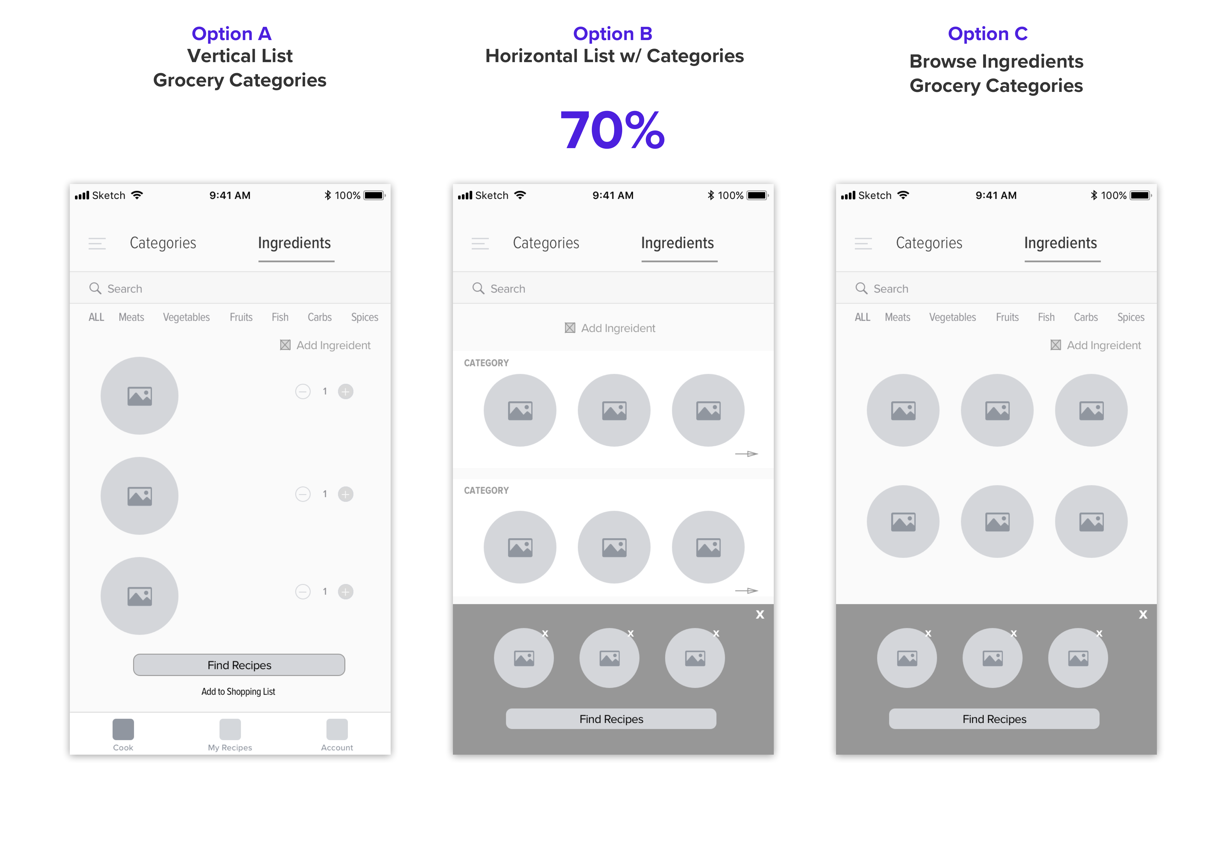 Option A
Vertical List
Grocery Categories
Option B
Horizontal List w/ Categories
70%
Option C
Browse Ingredients
Grocery Categories
Sketch 9:41 AM 100%
Categories Ingredients
Search
ALL Meats Vegetables Fruits Fish Carbs Spices
Add Ingreident
1
1
1
Find Recipes
Add to Shopping List
Cook My Recipes Account
Sketch 9:41 AM 100%
Categories Ingredients
Search
Add Ingreident
CATEGORY
CATEGORY
X
X X X
Find Recipes
Sketch 9:41 AM 100%
Categories Ingredients
Search
ALL Meats Vegetables Fruits Fish Carbs Spices
Add Ingreident
X
X X X
Find Recipes